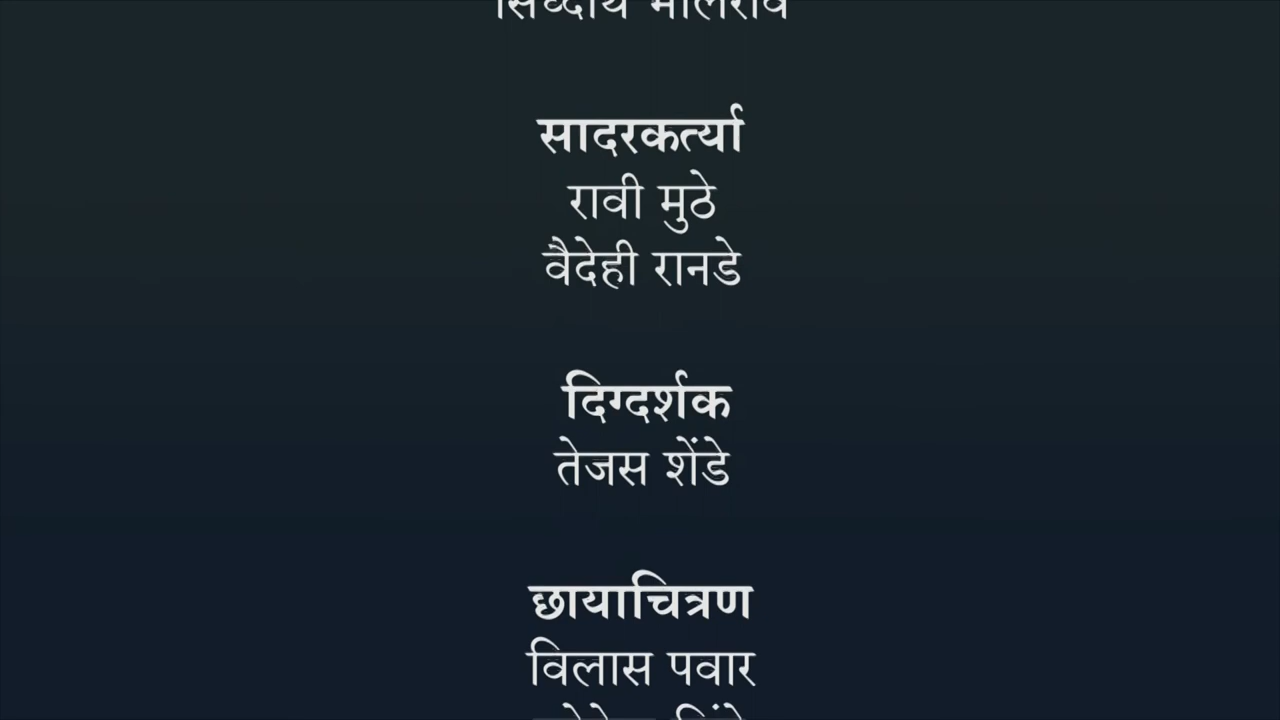 सादरकर्त्या
रावी मुठे
वैदेही रानडे
दिग्दर्शक
तेजस शेंडे
छायाचित्रण
विलास पवार